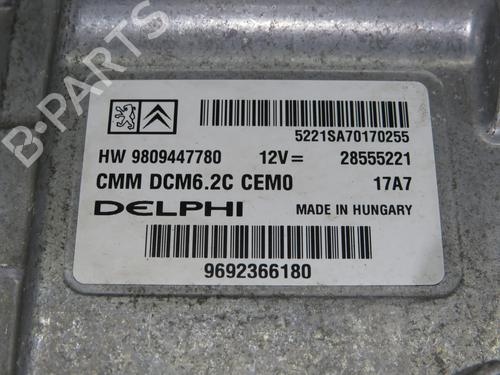 B-PARTS
5221SA70170255
HW 9809447780 12V= 28555221
CMM DCM6.2C CEM0 17A7
DELPHI MADE IN HUNGARY
9692366180